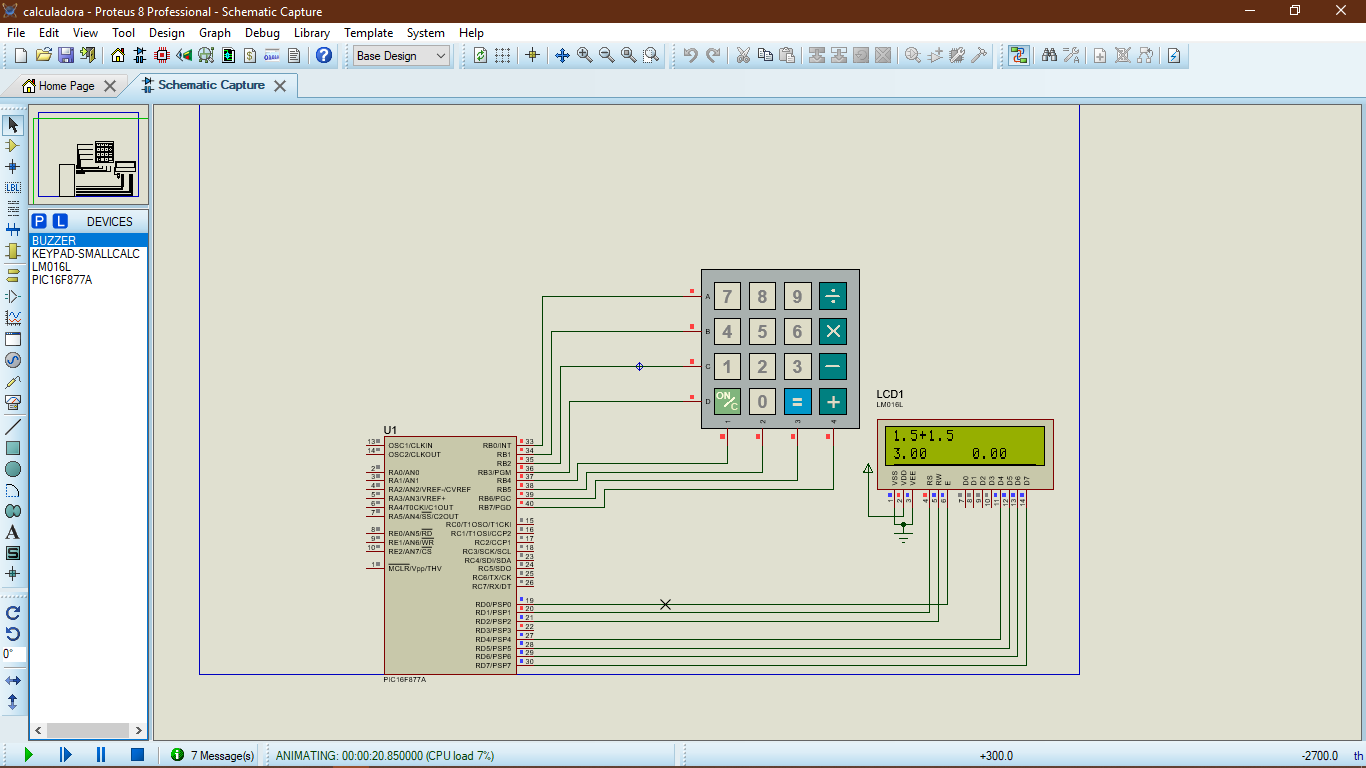 calculadora - Proteus 8 Professional - Schematic Capture
File Edit View Tool Design Graph Debug Library Template System Help
Base Design
Home Page
Schematic Capture
LBL
P L DEVICES
BUZZER
KEYPAD-SMALLCALC
LM016L
PIC16F877A
A
S
0°
7 8 9 ÷
4 5 6 ×
1 2 3 −
ON/C 0 = +
A
B
C
D
1 2 3 4
LCD1
LM016L
1.5+1.5
3.00 0.00
VSS VDD VEE RS RW E D0 D1 D2 D3 D4 D5 D6 D7
1 2 3 4 5 6 7 8 9 10 11 12 13 14
U1
13 OSC1/CLKIN RB0/INT 33
14 OSC2/CLKOUT RB1 34
RB2 35
2 RA0/AN0 RB3/PGM 36
3 RA1/AN1 RB4 37
4 RA2/AN2/VREF-/CVREF RB5 38
5 RA3/AN3/VREF+ RB6/PGC 39
6 RA4/T0CKI/C1OUT RB7/PGD 40
7 RA5/AN4/SS/C2OUT
RC0/T1OSO/T1CKI 15
8 RE0/AN5/RD RC1/T1OSI/CCP2 16
9 RE1/AN6/WR RC2/CCP1 17
10 RE2/AN7/CS RC3/SCK/SCL 18
RC4/SDI/SDA 23
1 MCLR/Vpp/THV RC5/SDO 24
RC6/TX/CK 25
RC7/RX/DT 26
RD0/PSP0 19
RD1/PSP1 20
RD2/PSP2 21
RD3/PSP3 22
RD4/PSP4 27
RD5/PSP5 28
RD6/PSP6 29
RD7/PSP7 30
PIC16F877A
7 Message(s) ANIMATING: 00:00:20.850000 (CPU load 7%) +300.0 -2700.0 th